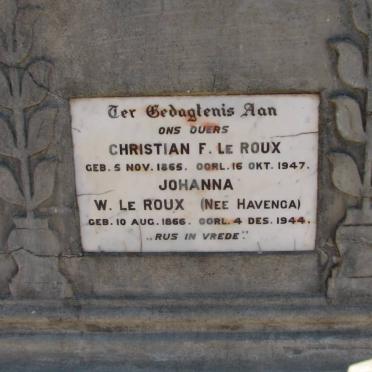 Ter Gedagtenis Aan
ONS OUERS
CHRISTIAN F. LE ROUX
GEB. 5 NOV. 1865. OORL. 16 OKT. 1947.
JOHANNA
W. LE ROUX (NEE HAVENGA)
GEB. 10 AUG. 1866. OORL. 4 DES. 1944.
„RUS IN VREDE".